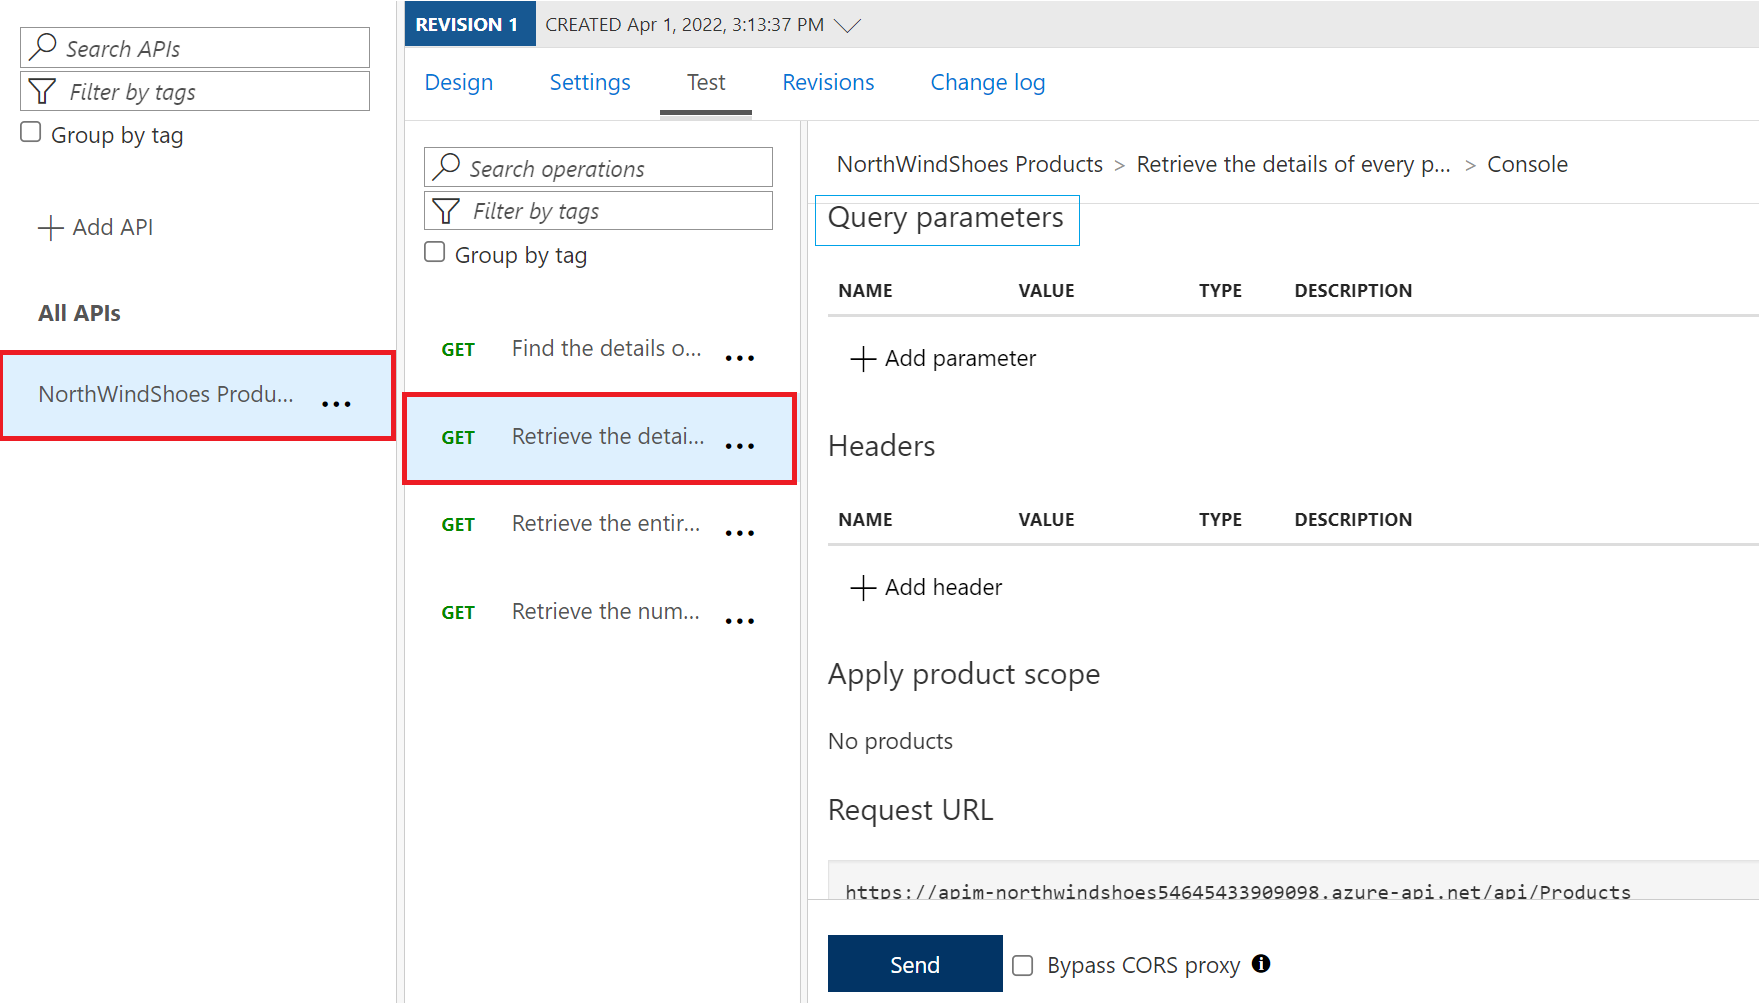 Search APIs
Filter by tags
Group by tag
Add API
All APIs
NorthWindShoes Produ...
REVISION 1
CREATED Apr 1, 2022, 3:13:37 PM
Design
Settings
Test
Revisions
Change log
Search operations
Filter by tags
Group by tag
GET Find the details o...
GET Retrieve the detai...
GET Retrieve the entir...
GET Retrieve the num...
NorthWindShoes Products > Retrieve the details of every p... > Console
Query parameters
NAME VALUE TYPE DESCRIPTION
Add parameter
Headers
NAME VALUE TYPE DESCRIPTION
Add header
Apply product scope
No products
Request URL
https://apim-northwindshoes54645433909098.azure-api.net/api/Products
Send
Bypass CORS proxy